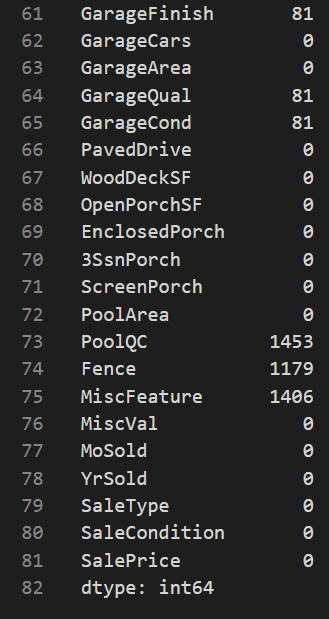 61 GarageFinish 81
62 GarageCars 0
63 GarageArea 0
64 GarageQual 81
65 GarageCond 81
66 PavedDrive 0
67 WoodDeckSF 0
68 OpenPorchSF 0
69 EnclosedPorch 0
70 3SsnPorch 0
71 ScreenPorch 0
72 PoolArea 0
73 PoolQC 1453
74 Fence 1179
75 MiscFeature 1406
76 MiscVal 0
77 MoSold 0
78 YrSold 0
79 SaleType 0
80 SaleCondition 0
81 SalePrice 0
82 dtype: int64